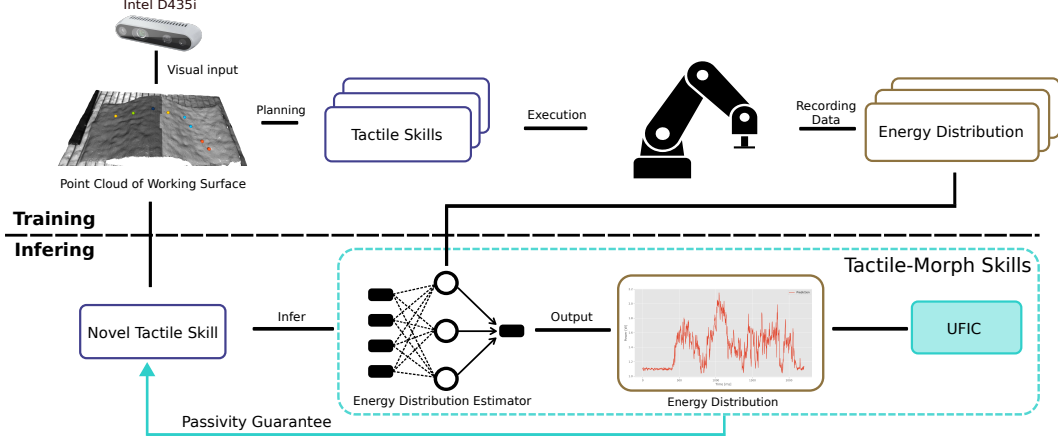 Intel D435i
Visual input
Planning
Tactile Skills
Execution
Recording
Data
Energy Distribution
Point Cloud of Working Surface
Training
Infering
Tactile-Morph Skills
Novel Tactile Skill
Infer
Output
UFIC
Energy Distribution Estimator
Energy Distribution
Passivity Guarantee